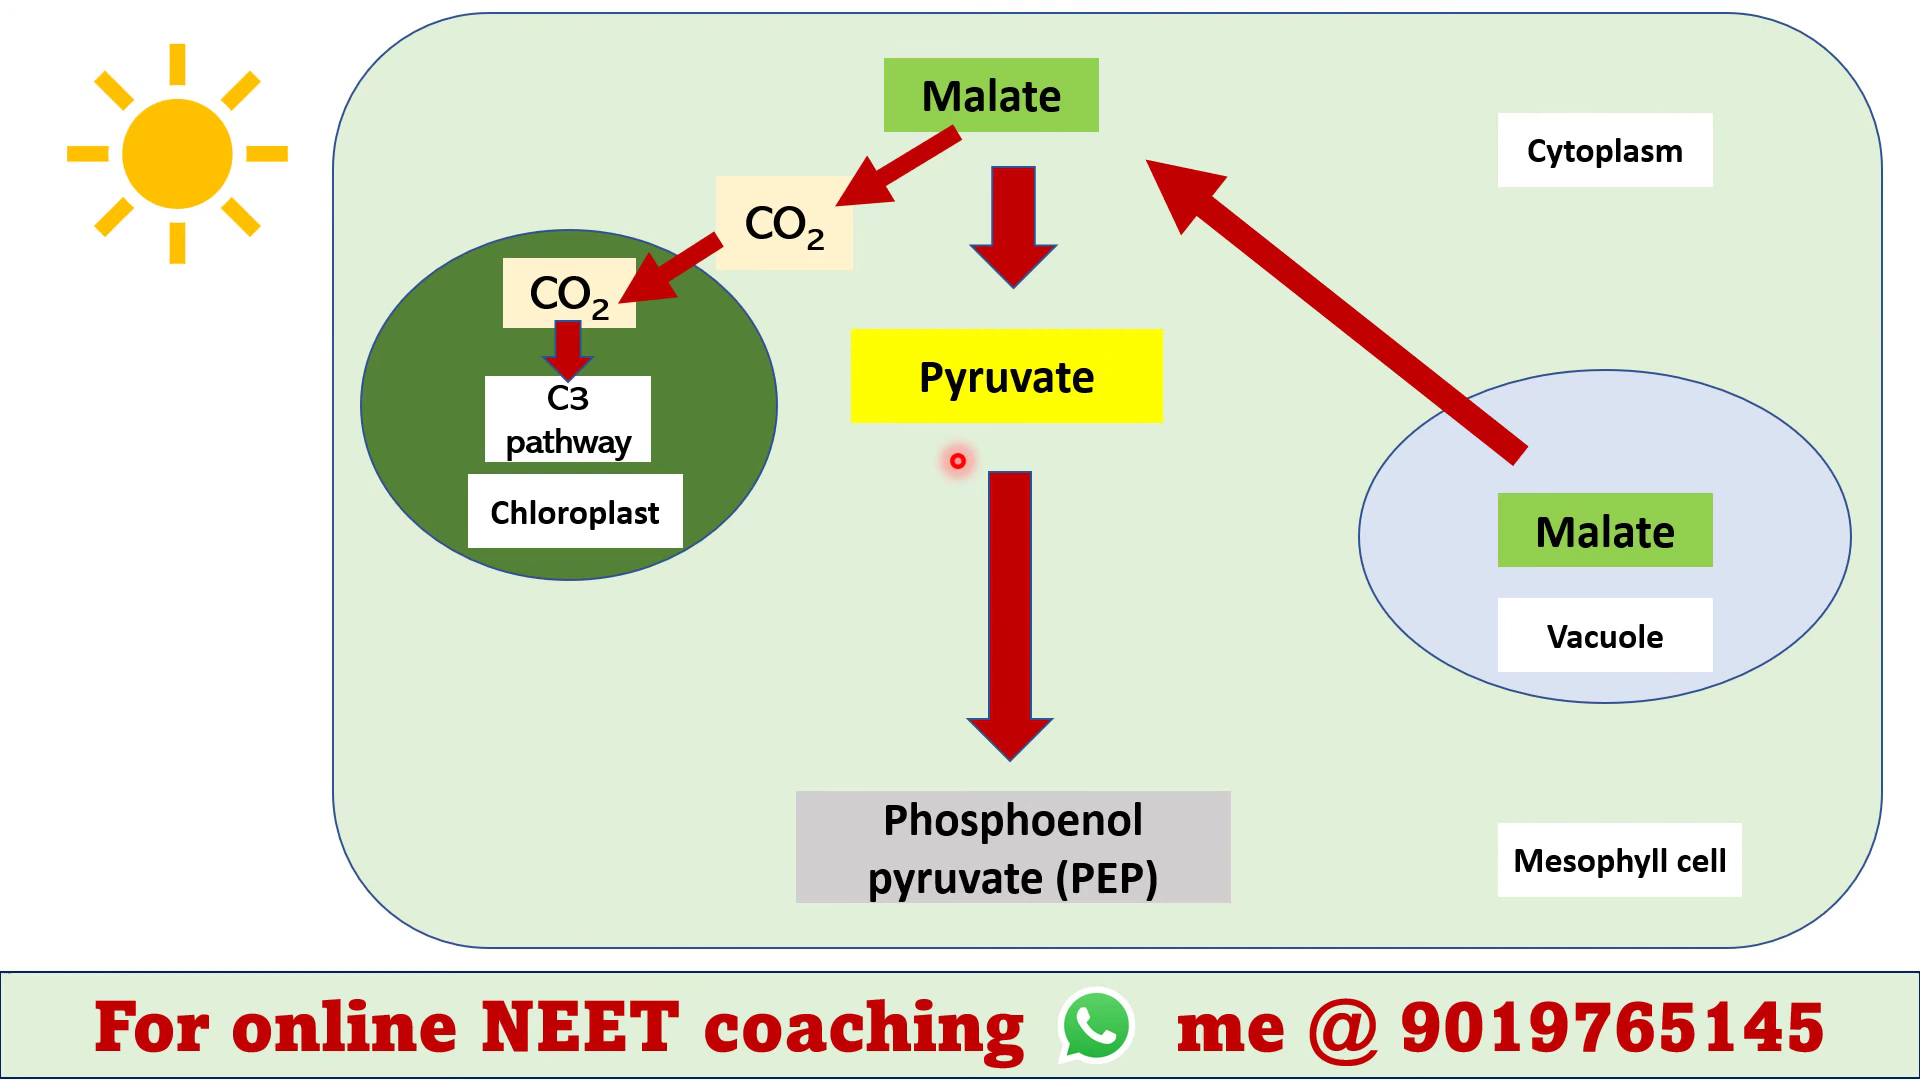 Malate
Cytoplasm
CO₂
CO₂
C3
pathway
Chloroplast
Pyruvate
Malate
Vacuole
Phosphoenol
pyruvate (PEP)
Mesophyll cell
For online NEET coaching me @ 9019765145